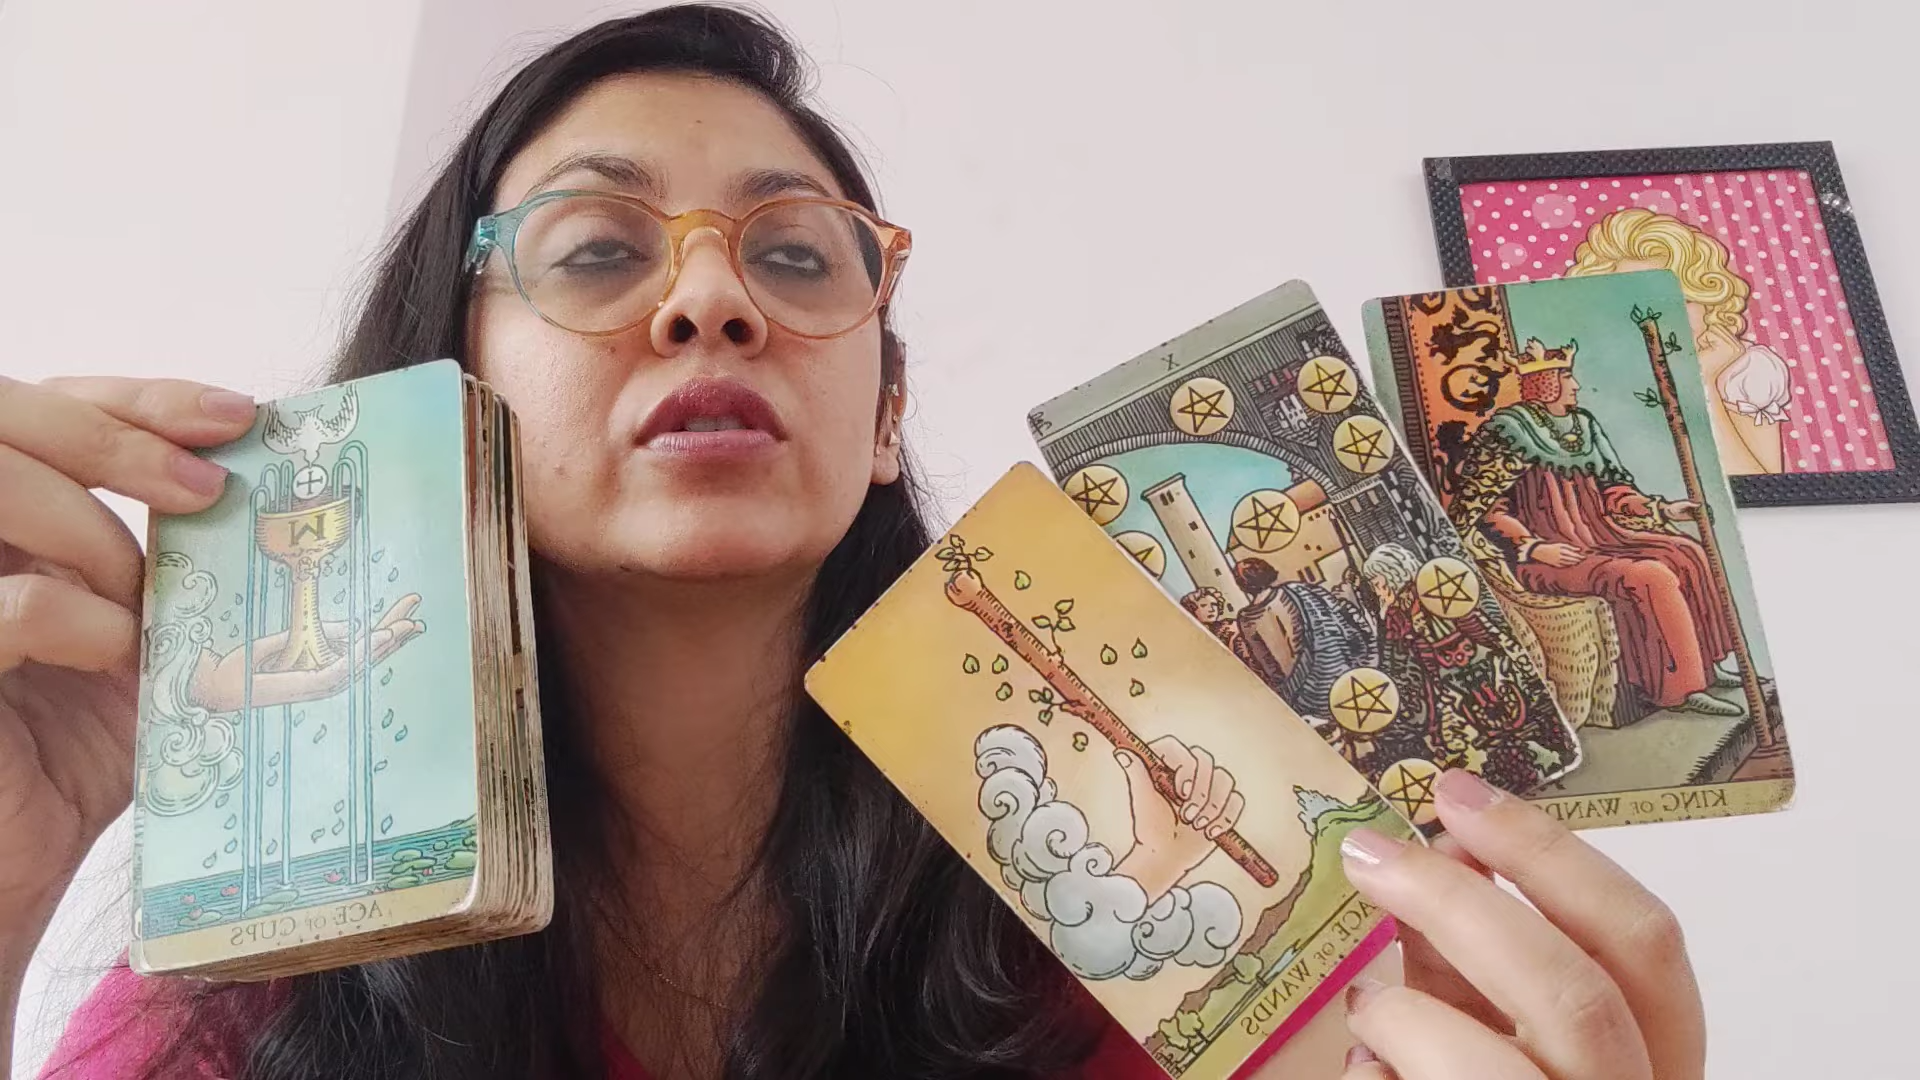 ACE OF CUPS
W
X
ACE OF WANDS
KING OF WAND